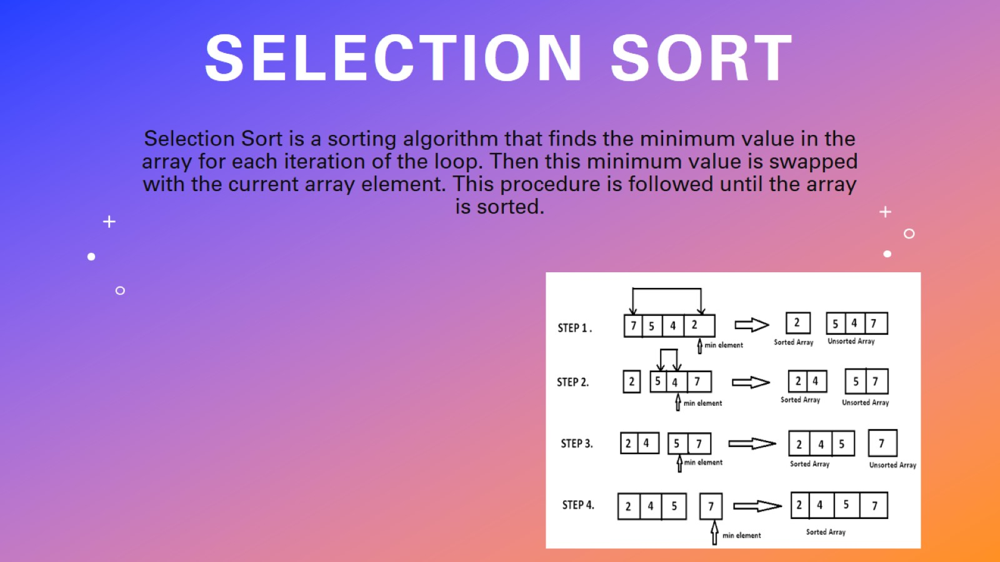 SELECTION SORT
Selection Sort is a sorting algorithm that finds the minimum value in the
array for each iteration of the loop. Then this minimum value is swapped
with the current array element. This procedure is followed until the array
is sorted.
STEP 1 . 7 5 4 2 2 5 4 7
min element Sorted Array Unsorted Array
STEP 2. 2 5 4 7 2 4 5 7
min element Sorted Array Unsorted Array
STEP 3. 2 4 5 7 2 4 5 7
min element Sorted Array Unsorted Array
STEP 4. 2 4 5 7 2 4 5 7
min element Sorted Array